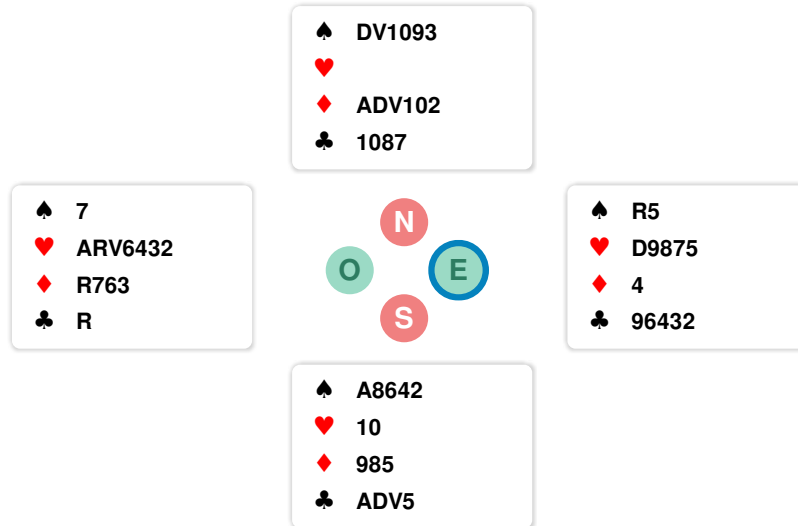 ♠ DV1093
♥
♦ ADV102
♣ 1087
♠ 7
♥ ARV6432
♦ R763
♣ R
N
O
E
S
♠ R5
♥ D9875
♦ 4
♣ 96432
♠ A8642
♥ 10
♦ 985
♣ ADV5